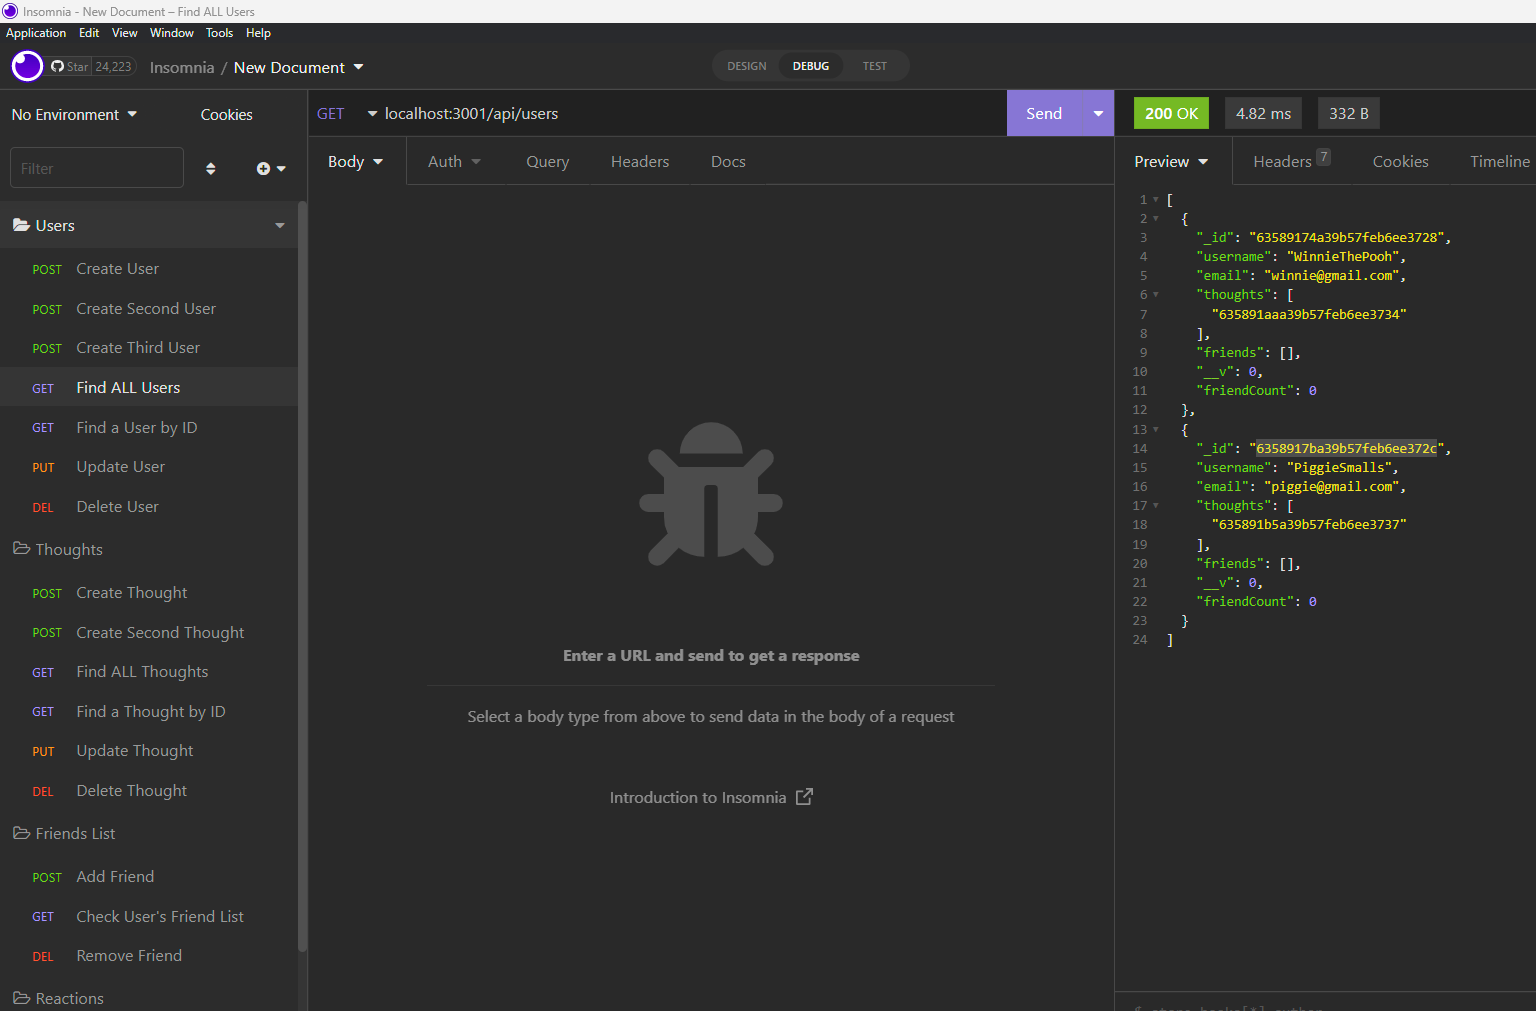 Insomnia - New Document – Find ALL Users
Application Edit View Window Tools Help
Star 24,223 Insomnia / New Document DESIGN DEBUG TEST
No Environment Cookies
Filter
Users
POST Create User
POST Create Second User
POST Create Third User
GET Find ALL Users
GET Find a User by ID
PUT Update User
DEL Delete User
Thoughts
POST Create Thought
POST Create Second Thought
GET Find ALL Thoughts
GET Find a Thought by ID
PUT Update Thought
DEL Delete Thought
Friends List
POST Add Friend
GET Check User's Friend List
DEL Remove Friend
Reactions
GET localhost:3001/api/users Send
Body Auth Query Headers Docs
Enter a URL and send to get a response
Select a body type from above to send data in the body of a request
Introduction to Insomnia
200 OK 4.82 ms 332 B
Preview Headers 7 Cookies Timeline
1 [
2 {
3 "_id": "63589174a39b57feb6ee3728",
4 "username": "WinnieThePooh",
5 "email": "winnie@gmail.com",
6 "thoughts": [
7 "635891aaa39b57feb6ee3734"
8 ],
9 "friends": [],
10 "__v": 0,
11 "friendCount": 0
12 },
13 {
14 "_id": "6358917ba39b57feb6ee372c",
15 "username": "PiggieSmalls",
16 "email": "piggie@gmail.com",
17 "thoughts": [
18 "635891b5a39b57feb6ee3737"
19 ],
20 "friends": [],
21 "__v": 0,
22 "friendCount": 0
23 }
24 ]